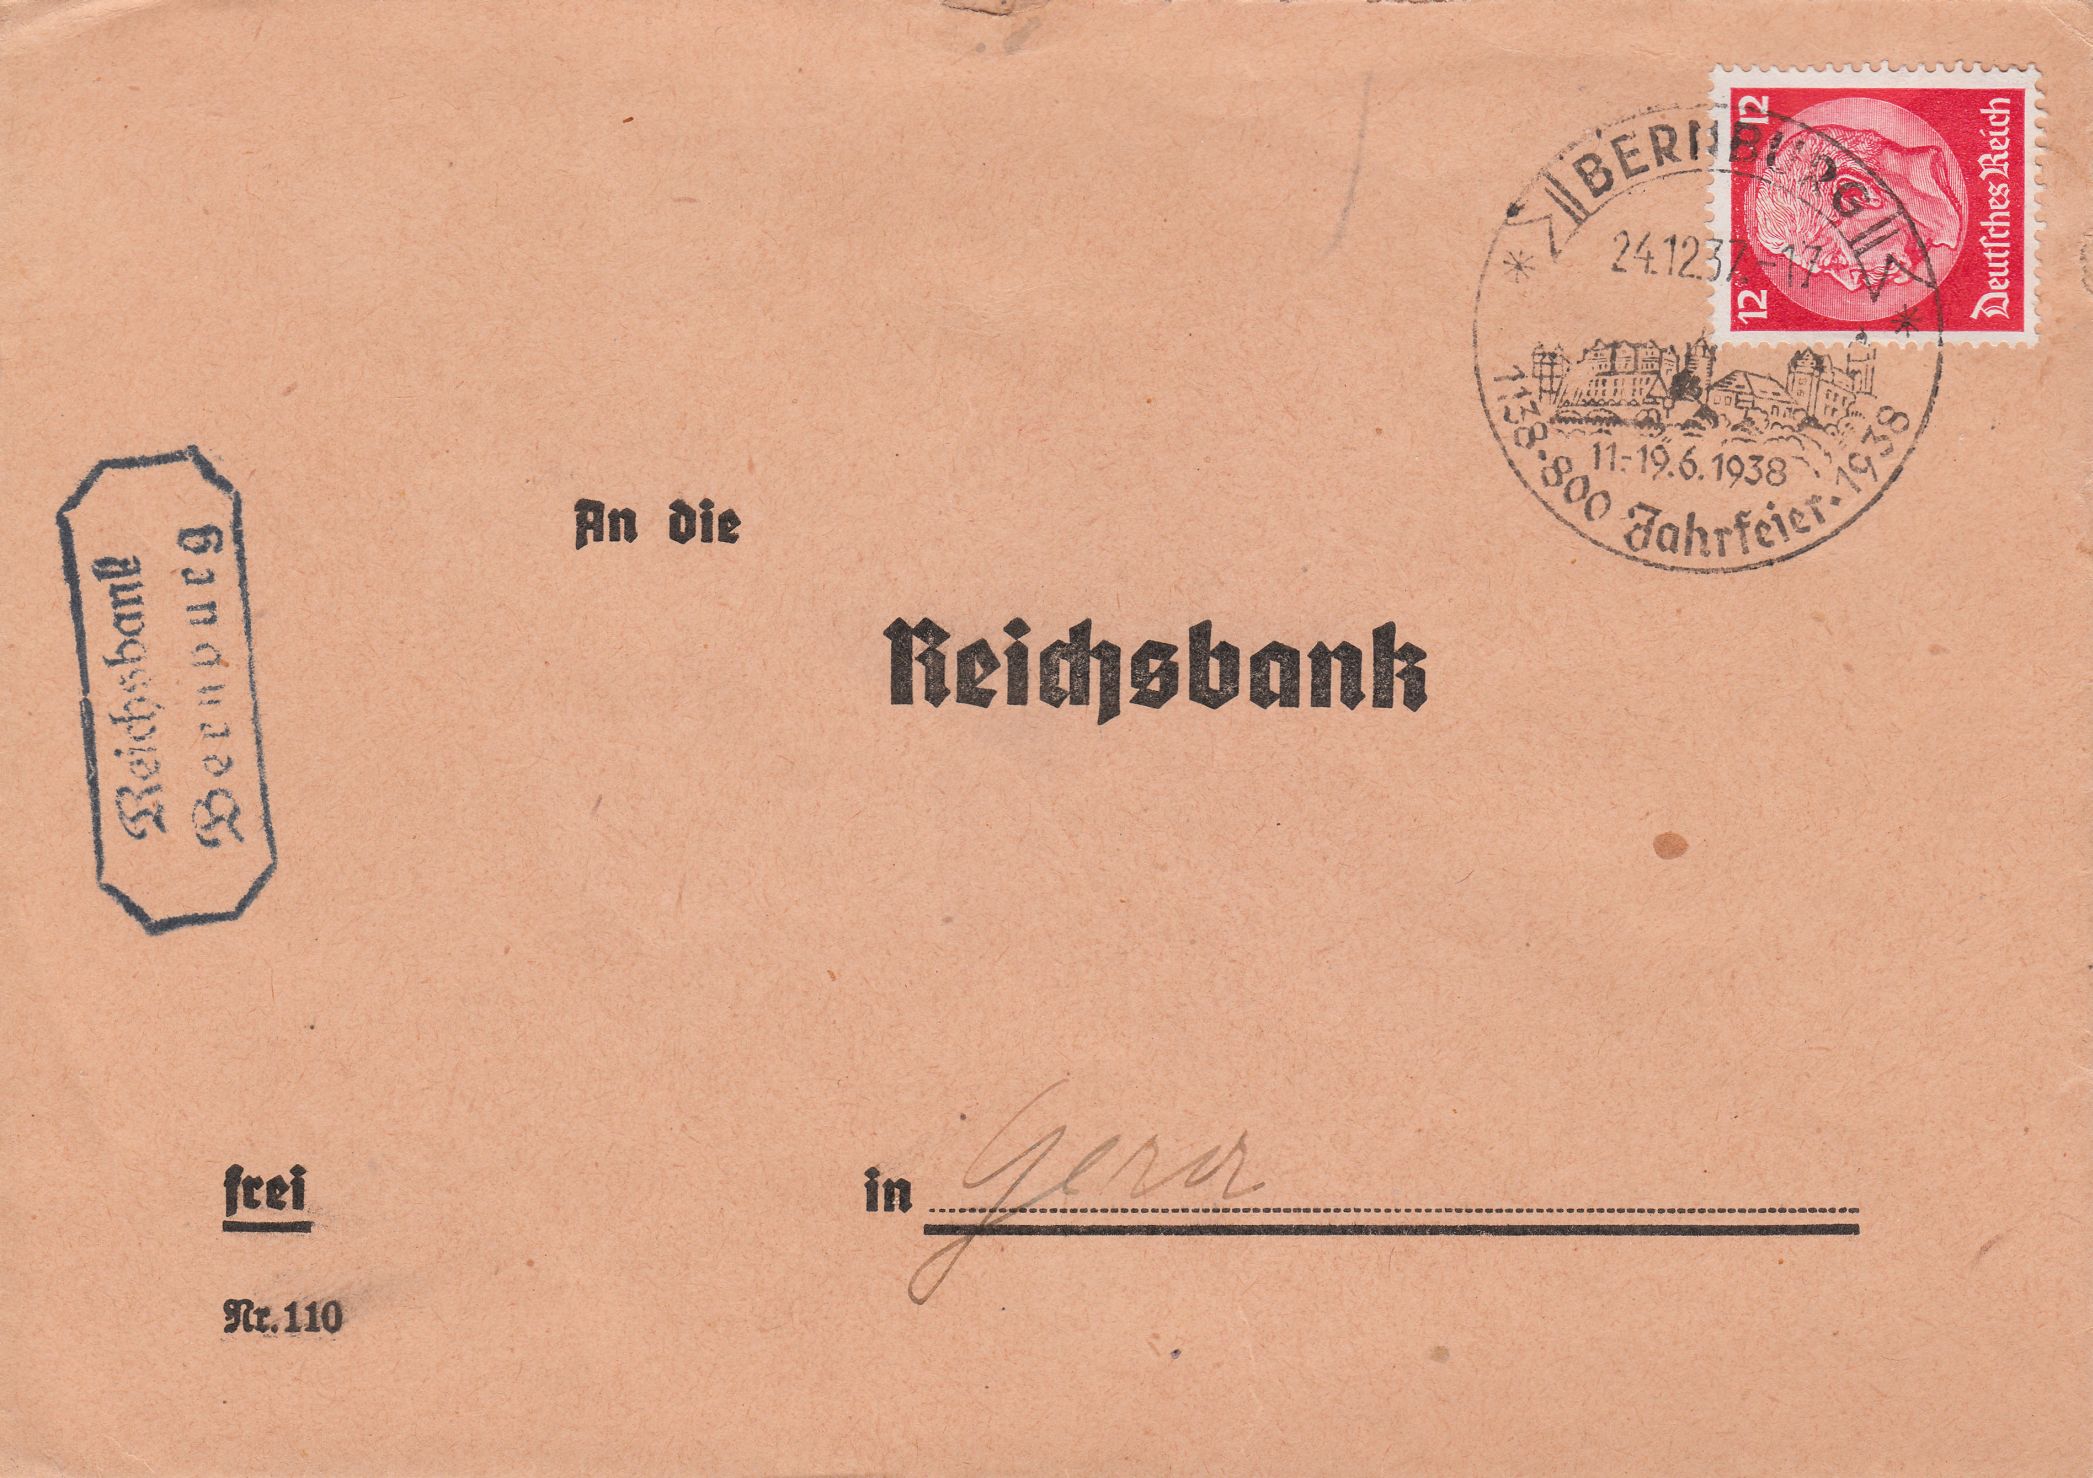 12 12
Deutsches Reich
BERNBURG
24.12.37.-17
11.-19.6.1938
1138·800 Jahrfeier·1938
Reichsbank
Bernburg
An die
Reichsbank
frei
in Gera
Nr. 110